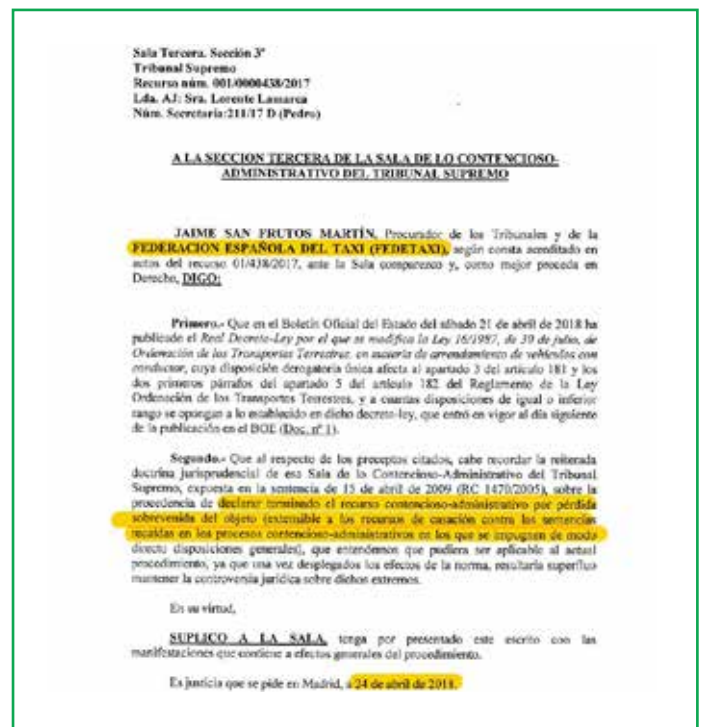 Sala Tercera. Sección 3ª
Tribunal Supremo
Recurso núm. 001/0000438/2017
Lda. AJ: Sra. Lorente Lamarca
Núm. Secretaría:211/17 D (Pedro)
A LA SECCION TERCERA DE LA SALA DE LO CONTENCIOSO-
ADMINISTRATIVO DEL TRIBUNAL SUPREMO
JAIME SAN FRUTOS MARTÍN, Procurador de los Tribunales y de la
FEDERACION ESPAÑOLA DEL TAXI (FEDETAXI), según consta acreditado en
autos del recurso 01/438/2017, ante la Sala comparezco y, como mejor proceda en
Derecho, DIGO:
Primero.- Que en el Boletín Oficial del Estado del sábado 21 de abril de 2018 ha
publicado el Real Decreto-Ley por el que se modifica la Ley 16/1987, de 30 de julio, de
Ordenación de los Transportes Terrestres, en materia de arrendamiento de vehículos con
conductor, cuya disposición derogatoria única afecta al apartado 3 del artículo 181 y los
dos primeros párrafos del apartado 5 del artículo 182 del Reglamento de la Ley
Ordenación de los Transportes Terrestres, y a cuantas disposiciones de igual o inferior
rango se opongan a lo establecido en dicho decreto-ley, que entró en vigor al día siguiente
de la publicación en el BOE (Doc. nº 1).
Segundo.- Que al respecto de los preceptos citados, cabe recordar la reiterada
doctrina jurisprudencial de esa Sala de lo Contencioso-Administrativo del Tribunal
Supremo, expuesta en la sentencia de 15 de abril de 2009 (RC 1470/2005), sobre la
procedencia de declarar terminado el recurso contencioso-administrativo por pérdida
sobrevenida del objeto (extensible a los recursos de casación contra las sentencias
recaídas en los procesos contencioso-administrativos en los que se impugnan de modo
directo disposiciones generales), que entendemos que pudiera ser aplicable al actual
procedimiento, ya que una vez desplegados los efectos de la norma, resultaría superfluo
mantener la controversia jurídica sobre dichos extremos.
En su virtud,
SUPLICO A LA SALA, tenga por presentado este escrito con las
manifestaciones que contiene a efectos generales del procedimiento.
Es justicia que se pide en Madrid, a 24 de abril de 2018.